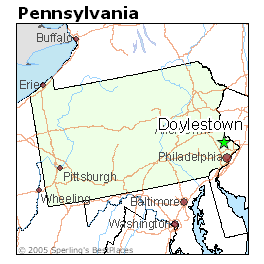 Pennsylvania
Buffalo
Erie
Doylestown
Philadelphia
Pittsburgh
Wheeling
Baltimore
Washington
© 2005 Sperling's BestPlaces